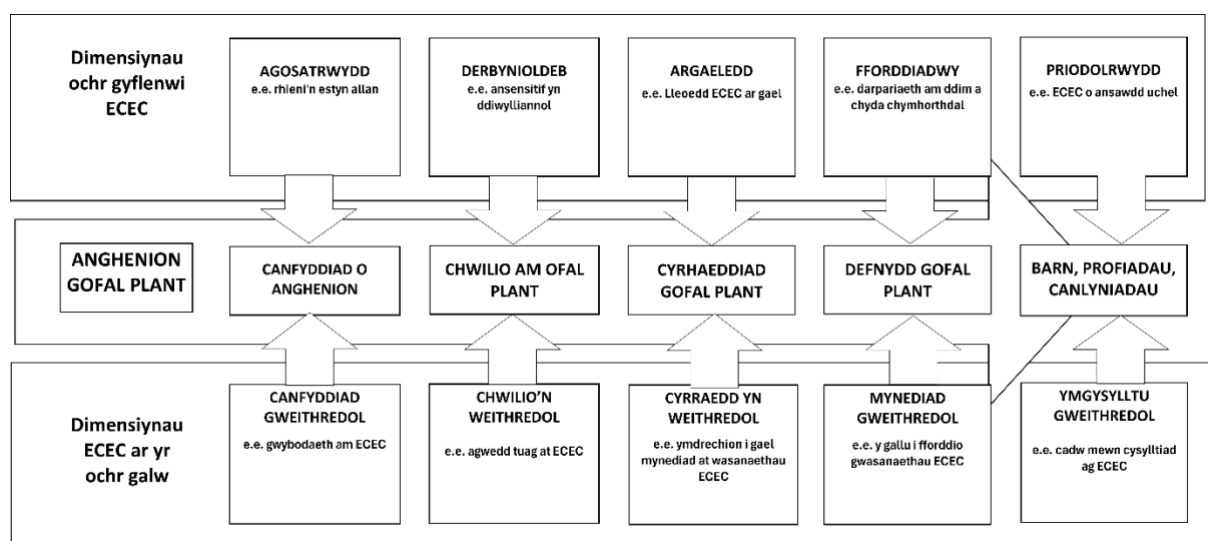 Dimensiynau
ochr gyflenwi
ECEC
AGOSATRWYDD
e.e. rhieni'n estyn allan
DERBYNIOLDEB
e.e. ansensitif yn
ddiwylliannol
ARGAELEDD
e.e. Lleoedd ECEC ar gael
FFORDDIADWY
e.e. darpariaeth am ddim a
chyda chymhorthdal
PRIODOLRWYDD
e.e. ECEC o ansawdd uchel
ANGHENION
GOFAL PLANT
CANFYDDIAD O
ANGHENION
CHWILIO AM OFAL
PLANT
CYRHAEDDIAD
GOFAL PLANT
DEFNYDD GOFAL
PLANT
BARN, PROFIADAU,
CANLYNIADAU
Dimensiynau
ECEC ar yr
ochr galw
CANFYDDIAD
GWEITHREDOL
e.e. gwybodaeth am ECEC
CHWILIO'N
WEITHREDOL
e.e. agwedd tuag at ECEC
CYRRAEDD YN
WEITHREDOL
e.e. ymdrechion i gael
mynediad at wasanaethau
ECEC
MYNEDIAD
GWEITHREDOL
e.e. y gallu i fforddio
gwasanaethau ECEC
YMGYSYLLTU
GWEITHREDOL
e.e. cadw mewn cysylltiad
ag ECEC